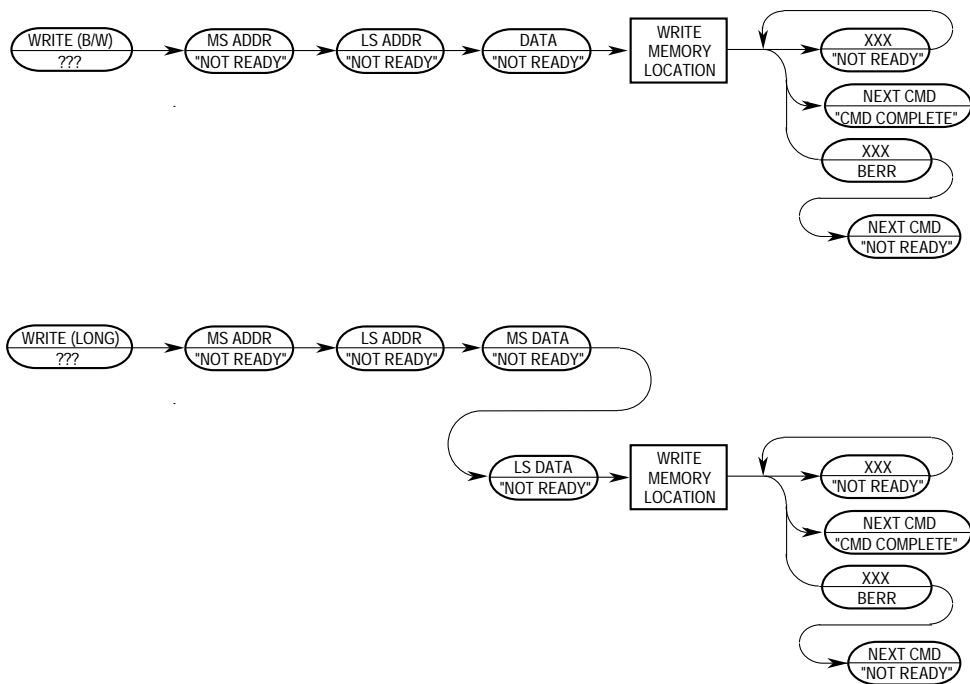 WRITE (B/W)
???
MS ADDR
"NOT READY"
LS ADDR
"NOT READY"
DATA
"NOT READY"
WRITE
MEMORY
LOCATION
XXX
"NOT READY"
NEXT CMD
"CMD COMPLETE"
XXX
BERR
NEXT CMD
"NOT READY"
WRITE (LONG)
???
MS ADDR
"NOT READY"
LS ADDR
"NOT READY"
MS DATA
"NOT READY"
LS DATA
"NOT READY"
WRITE
MEMORY
LOCATION
XXX
"NOT READY"
NEXT CMD
"CMD COMPLETE"
XXX
BERR
NEXT CMD
"NOT READY"